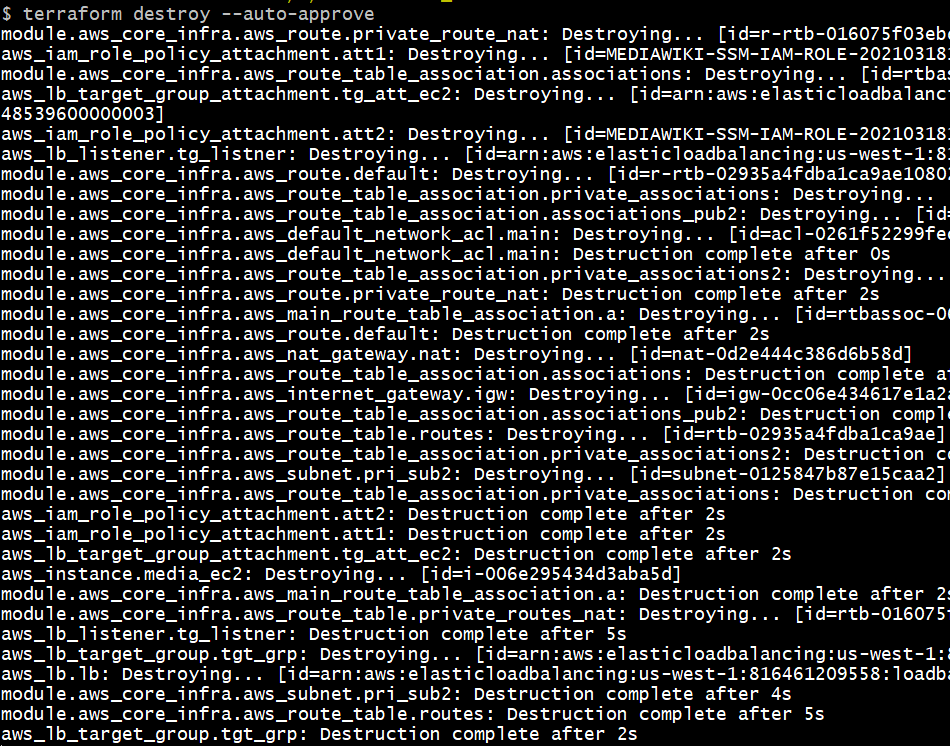 $ terraform destroy --auto-approve
module.aws_core_infra.aws_route.private_route_nat: Destroying... [id=r-rtb-016075f03eb
aws_iam_role_policy_attachment.att1: Destroying... [id=MEDIAWIKI-SSM-IAM-ROLE-20210318
module.aws_core_infra.aws_route_table_association.associations: Destroying... [id=rtbas
aws_lb_target_group_attachment.tg_att_ec2: Destroying... [id=arn:aws:elasticloadbalanc
48539600000003]
aws_iam_role_policy_attachment.att2: Destroying... [id=MEDIAWIKI-SSM-IAM-ROLE-20210318
aws_lb_listener.tg_listner: Destroying... [id=arn:aws:elasticloadbalancing:us-west-1:81
module.aws_core_infra.aws_route.default: Destroying... [id=r-rtb-02935a4fdba1ca9ae1080
module.aws_core_infra.aws_route_table_association.private_associations: Destroying...
module.aws_core_infra.aws_route_table_association.associations_pub2: Destroying... [id
module.aws_core_infra.aws_default_network_acl.main: Destroying... [id=acl-0261f52299fe
module.aws_core_infra.aws_default_network_acl.main: Destruction complete after 0s
module.aws_core_infra.aws_route_table_association.private_associations2: Destroying...
module.aws_core_infra.aws_route.private_route_nat: Destruction complete after 2s
module.aws_core_infra.aws_main_route_table_association.a: Destroying... [id=rtbassoc-0
module.aws_core_infra.aws_route.default: Destruction complete after 2s
module.aws_core_infra.aws_nat_gateway.nat: Destroying... [id=nat-0d2e444c386d6b58d]
module.aws_core_infra.aws_route_table_association.associations: Destruction complete a
module.aws_core_infra.aws_internet_gateway.igw: Destroying... [id=igw-0cc06e434617e1a2
module.aws_core_infra.aws_route_table_association.associations_pub2: Destruction compl
module.aws_core_infra.aws_route_table.routes: Destroying... [id=rtb-02935a4fdba1ca9ae]
module.aws_core_infra.aws_route_table_association.private_associations2: Destruction c
module.aws_core_infra.aws_subnet.pri_sub2: Destroying... [id=subnet-0125847b87e15caa2]
module.aws_core_infra.aws_route_table_association.private_associations: Destruction co
aws_iam_role_policy_attachment.att2: Destruction complete after 2s
aws_iam_role_policy_attachment.att1: Destruction complete after 2s
aws_lb_target_group_attachment.tg_att_ec2: Destruction complete after 2s
aws_instance.media_ec2: Destroying... [id=i-006e295434d3aba5d]
module.aws_core_infra.aws_main_route_table_association.a: Destruction complete after 2s
module.aws_core_infra.aws_route_table.private_routes_nat: Destroying... [id=rtb-016075
aws_lb_listener.tg_listner: Destruction complete after 5s
aws_lb_target_group.tgt_grp: Destroying... [id=arn:aws:elasticloadbalancing:us-west-1:8
aws_lb.lb: Destroying... [id=arn:aws:elasticloadbalancing:us-west-1:816461209558:loadb
module.aws_core_infra.aws_subnet.pri_sub2: Destruction complete after 4s
module.aws_core_infra.aws_route_table.routes: Destruction complete after 5s
aws_lb_target_group.tgt_grp: Destruction complete after 2s